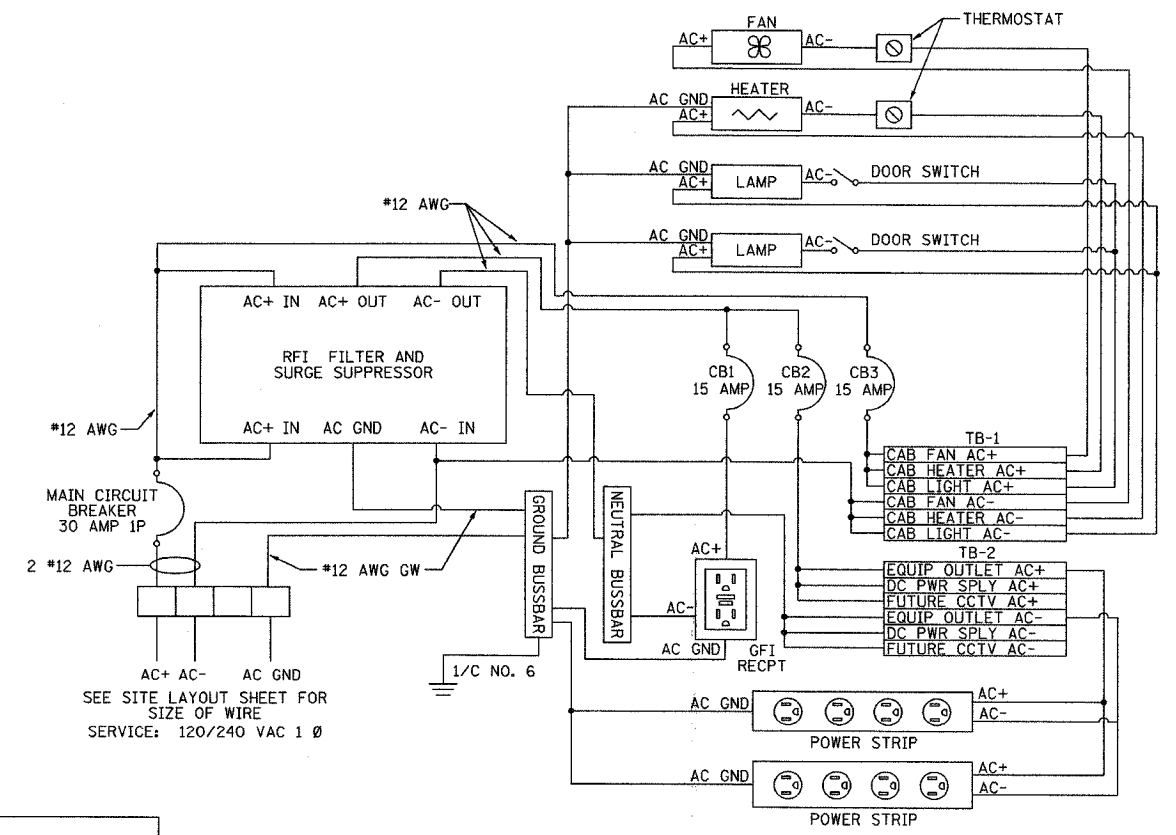 FAN
THERMOSTAT
AC+
AC-
HEATER
AC GND
AC+
AC-
AC GND
AC+
LAMP
AC-
DOOR SWITCH
#12 AWG
AC GND
AC+
LAMP
AC-
DOOR SWITCH
AC+ IN AC+ OUT AC- OUT
RFI FILTER AND
SURGE SUPPRESSOR
CB1
15 AMP
CB2
15 AMP
CB3
15 AMP
#12 AWG
AC+ IN AC GND AC- IN
TB-1
CAB FAN AC+
CAB HEATER AC+
CAB LIGHT AC+
CAB FAN AC-
CAB HEATER AC-
CAB LIGHT AC-
MAIN CIRCUIT
BREAKER
30 AMP 1P
GROUND BUSSBAR
NEUTRAL BUSSBAR
2 #12 AWG
#12 AWG GW
AC+
AC-
AC GND
GFI
RECPT
TB-2
EQUIP OUTLET AC+
DC PWR SPLY AC+
FUTURE CCTV AC+
EQUIP OUTLET AC-
DC PWR SPLY AC-
FUTURE CCTV AC-
1/C NO. 6
AC+ AC- AC GND
SEE SITE LAYOUT SHEET FOR
SIZE OF WIRE
SERVICE: 120/240 VAC 1 Ø
AC GND
AC+
AC-
POWER STRIP
AC GND
AC+
AC-
POWER STRIP